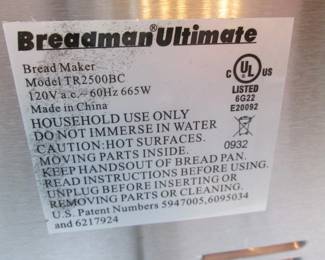 Breadman®Ultimate
Bread Maker
Model TR2500BC
120V a.c.~60Hz 665W
Made in China
HOUSEHOLD USE ONLY
DO NOT IMMERSE IN WATER
CAUTION: HOT SURFACES.
MOVING PARTS INSIDE.
KEEP HANDSOUT OF BREAD PAN.
READ INSTRUCTIONS BEFORE USING.
UNPLUG BEFORE INSERTING OR
REMOVING PARTS OR CLEANING.
U.S. Patent Numbers 5947005,6095034
and 6217924
C UL US
®
LISTED
6G22
E20092
0932